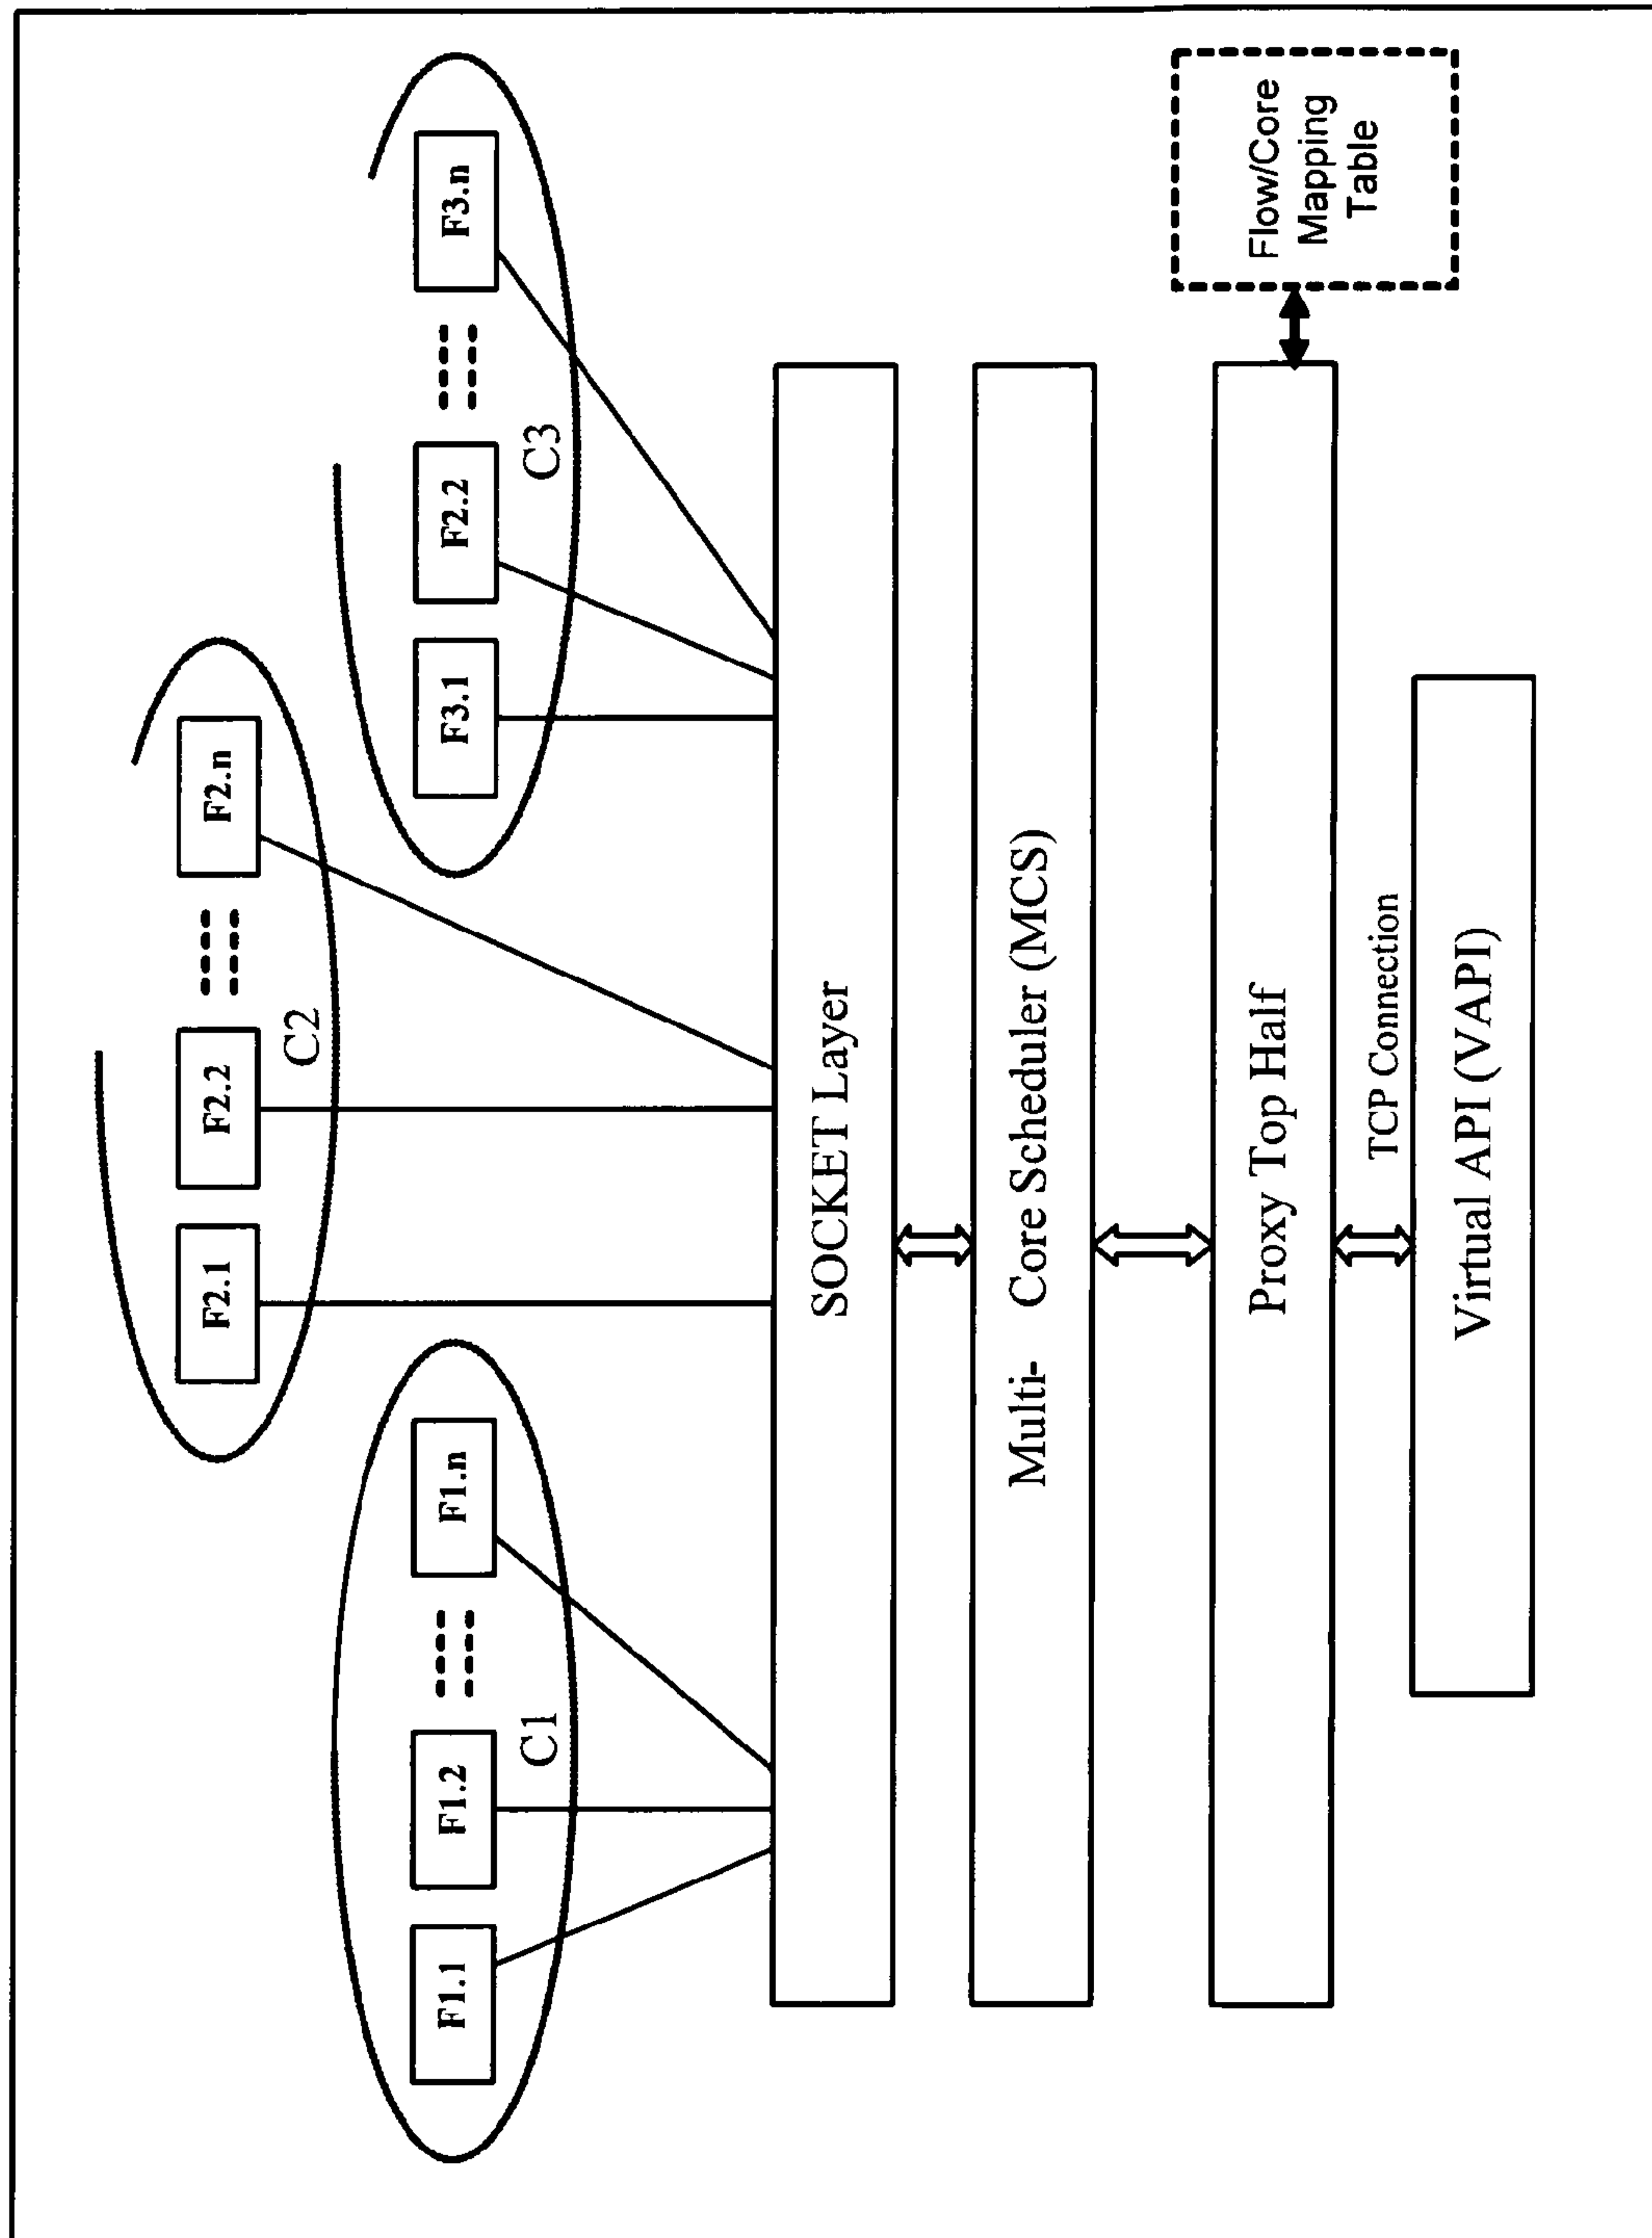 F2.1
F2.2
F2.n
C2
F1.1
F1.2
F1.n
C1
F3.1
F2.2
F3.n
C3
SOCKET Layer
Multi- Core Scheduler (MCS)
Proxy Top Half
Flow/Core
Mapping
Table
TCP Connection
Virtual API (VAPI)